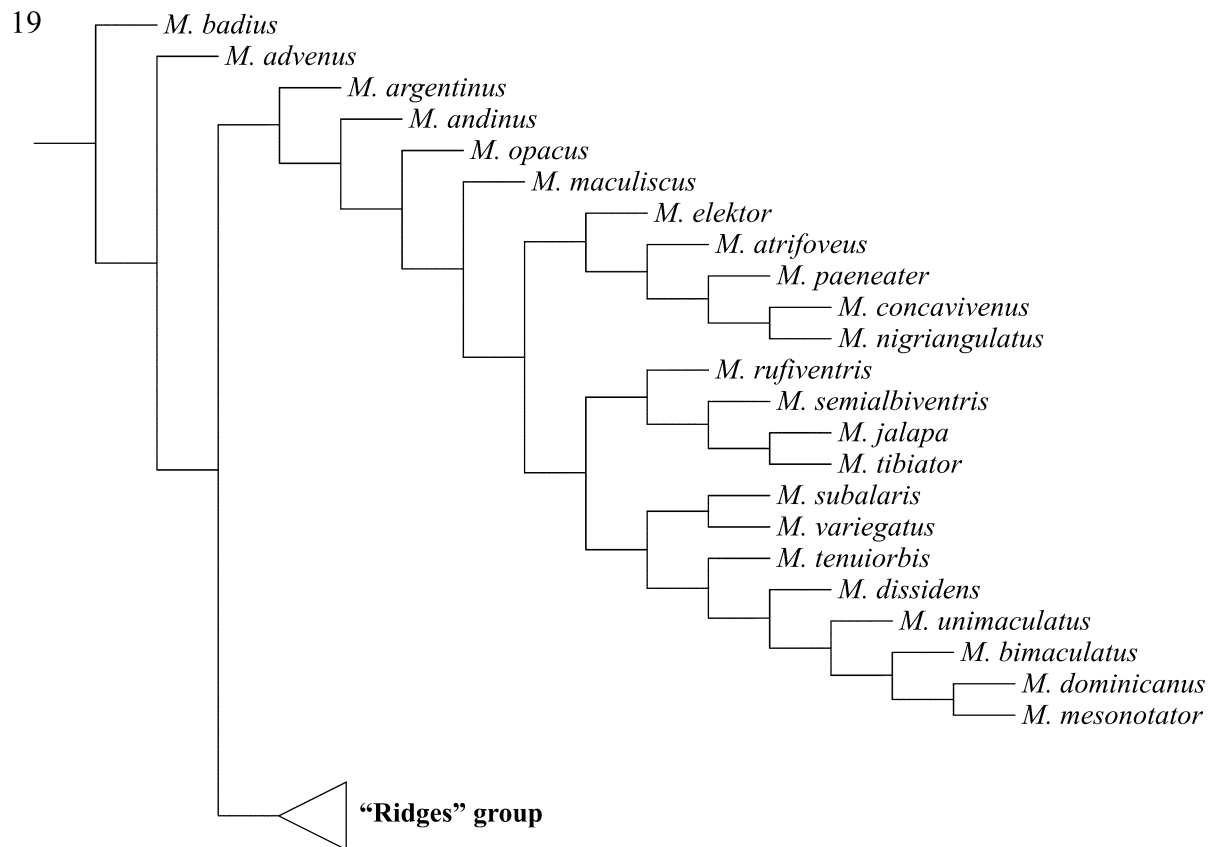 19
M. badius
M. advenus
M. argentinus
M. andinus
M. opacus
M. maculiscus
M. elektor
M. atrifoveus
M. paeneater
M. concavivenus
M. nigriangulatus
M. rufiventris
M. semialbiventris
M. jalapa
M. tibiator
M. subalaris
M. variegatus
M. tenuiorbis
M. dissidens
M. unimaculatus
M. bimaculatus
M. dominicanus
M. mesonotator
“Ridges” group